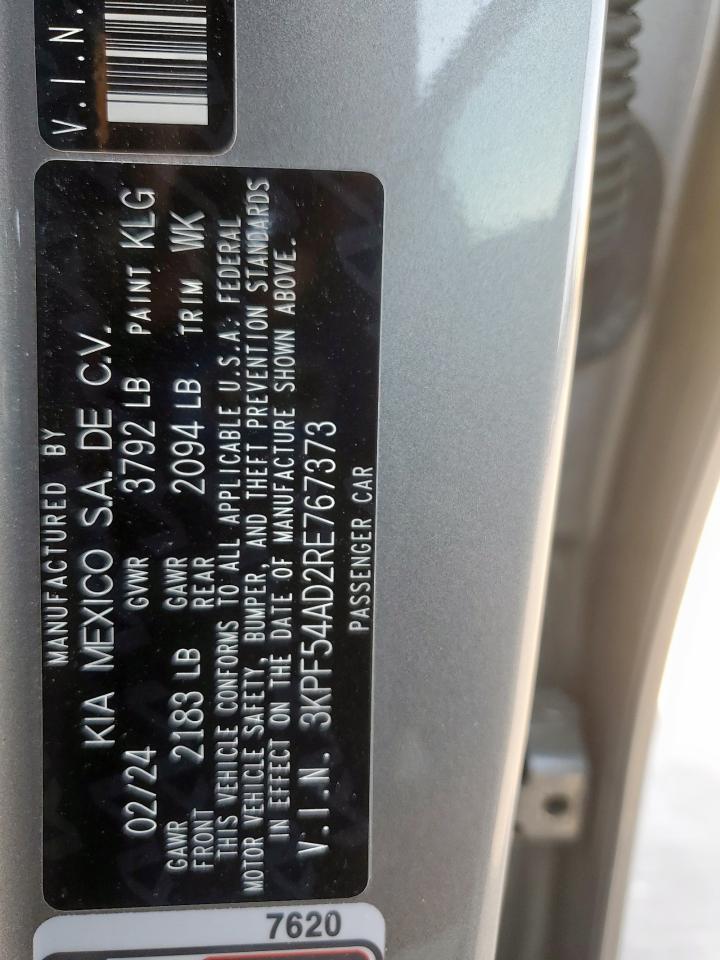 V.I.N.
MANUFACTURED BY
KIA MEXICO S.A. DE C.V.
02/24 GVWR 3792 LB PAINT KLG
GAWR FRONT 2183 LB GAWR REAR 2094 LB TRIM WK
THIS VEHICLE CONFORMS TO ALL APPLICABLE U.S.A. FEDERAL
MOTOR VEHICLE SAFETY, BUMPER, AND THEFT PREVENTION STANDARDS
IN EFFECT ON THE DATE OF MANUFACTURE SHOWN ABOVE.
V.I.N. 3KPF54AD2RE767373
PASSENGER CAR
7620